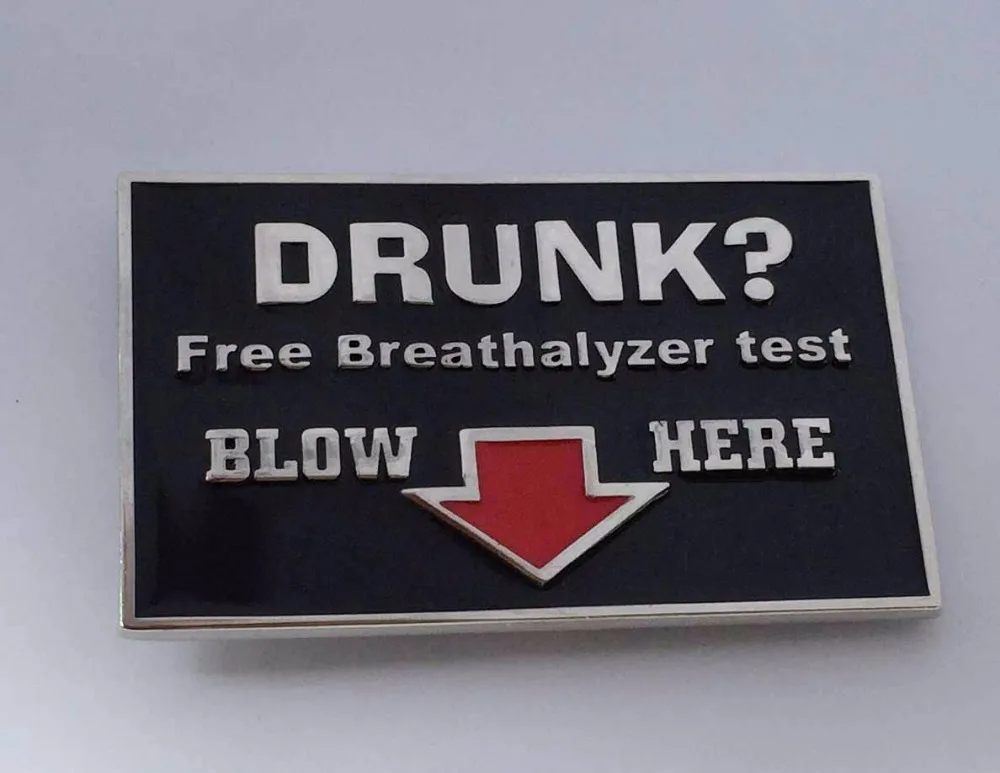 DRUNK?
Free Breathalyzer test
BLOW HERE